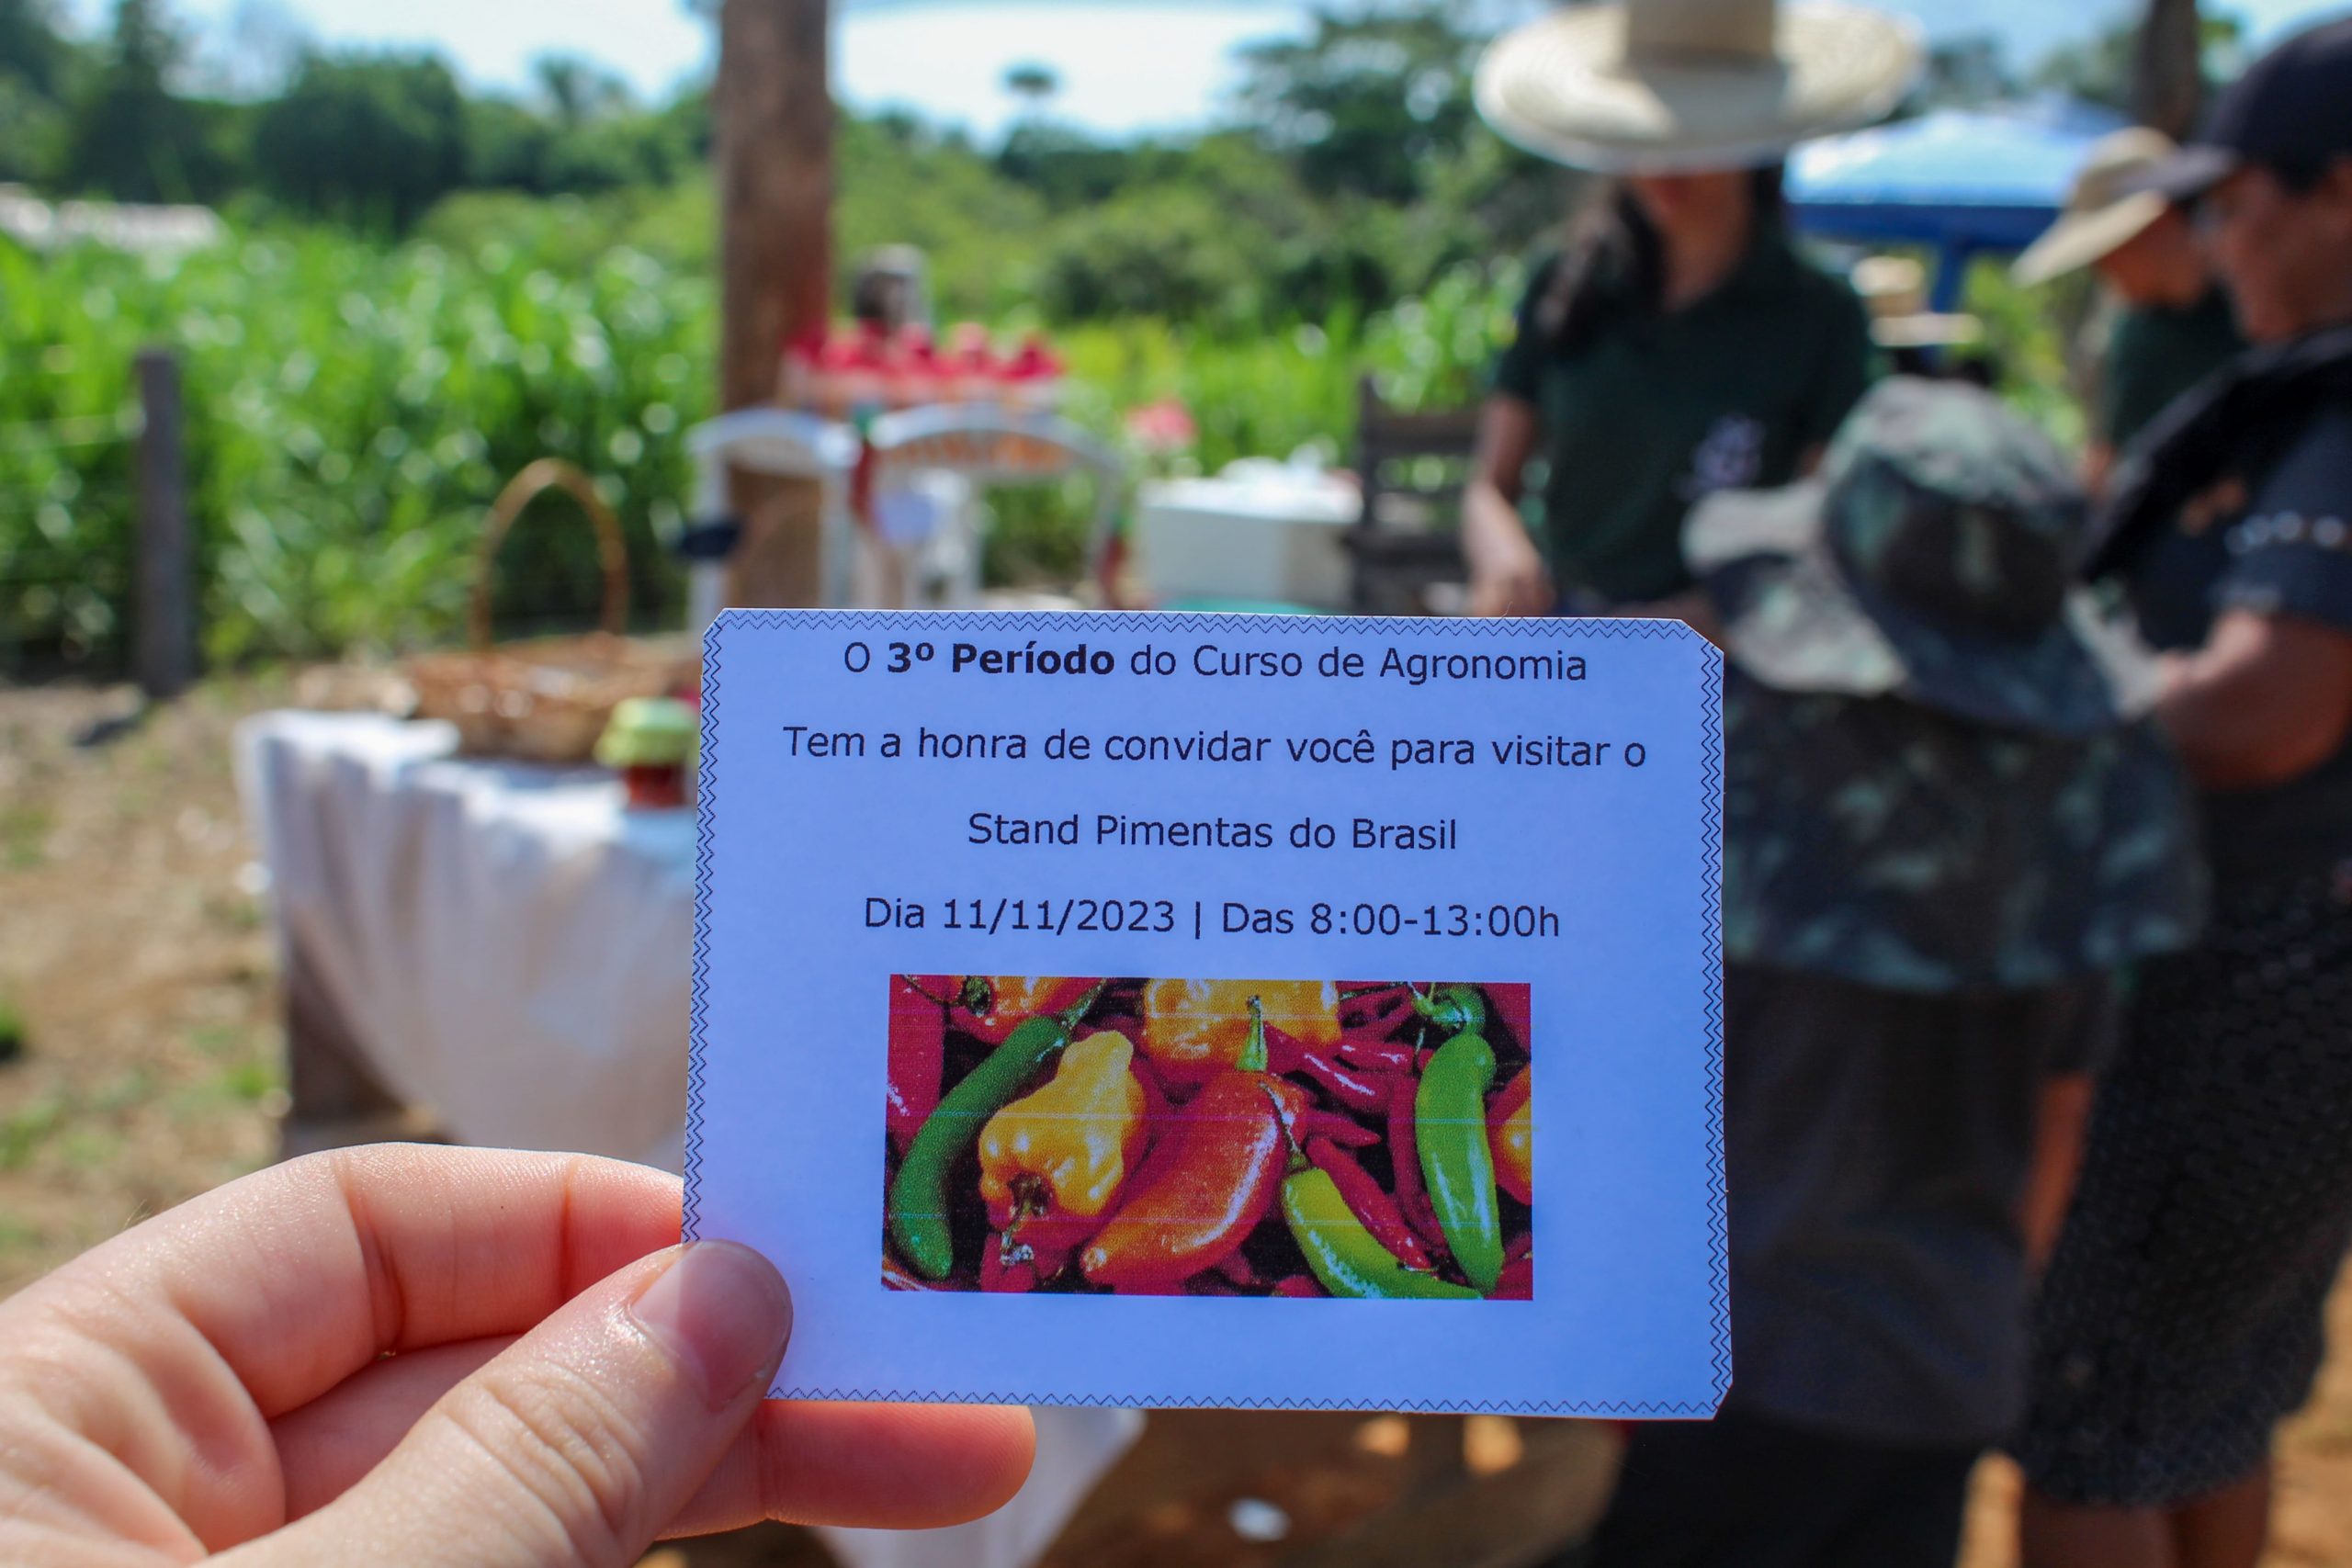 O 3º Período do Curso de Agronomia
Tem a honra de convidar você para visitar o
Stand Pimentas do Brasil
Dia 11/11/2023 | Das 8:00-13:00h